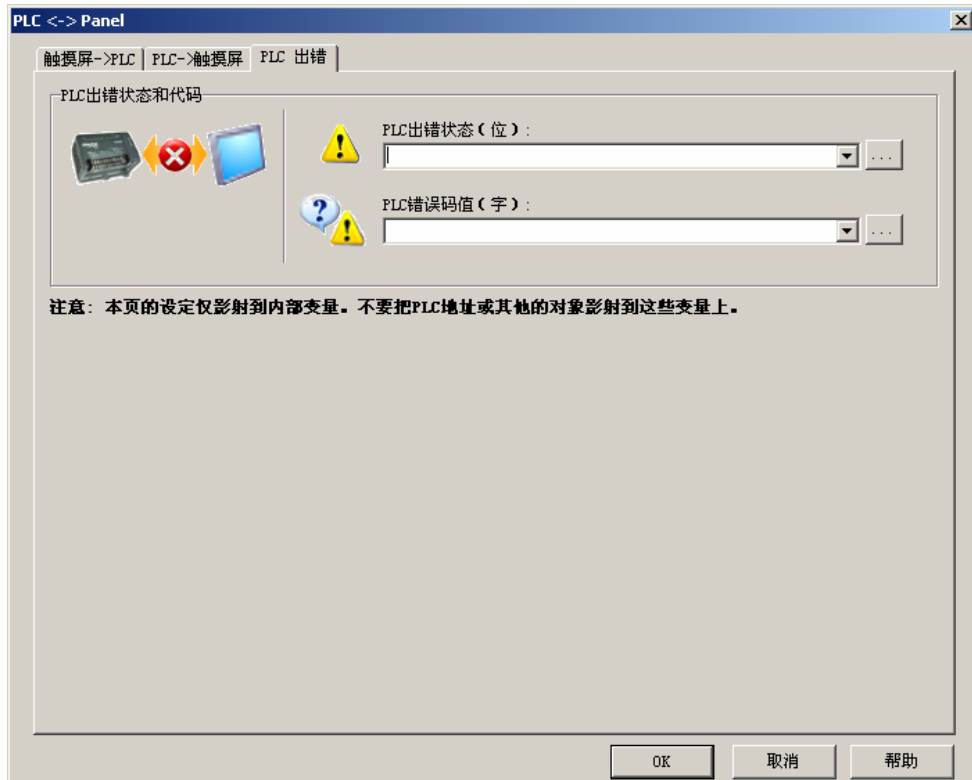 PLC <-> Panel
触摸屏->PLC PLC->触摸屏 PLC 出错
PLC出错状态和代码
PLC出错状态(位):
...
PLC错误码值(字):
...
注意: 本页的设定仅影射到内部变量。不要把PLC地址或其他的对象影射到这些变量上。
OK 取消 帮助